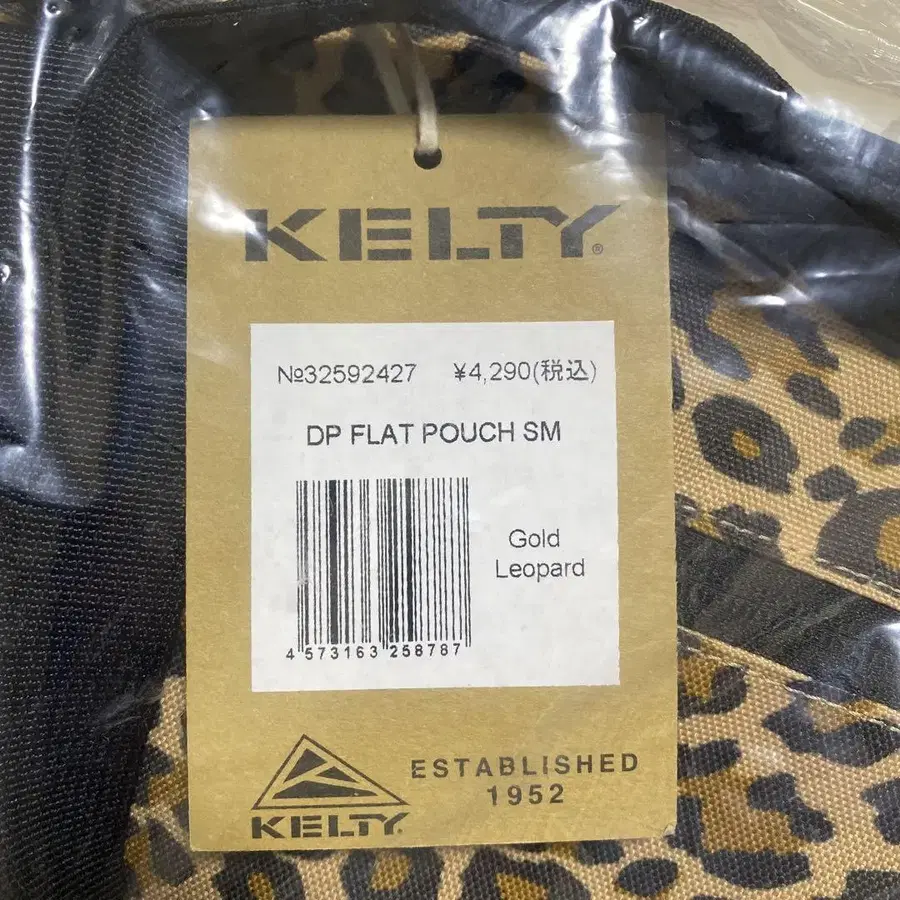 KELTY®
№32592427 ¥4,290(税込)
DP FLAT POUCH SM
Gold
Leopard
4 573163 258787
ESTABLISHED
1952
KELTY.